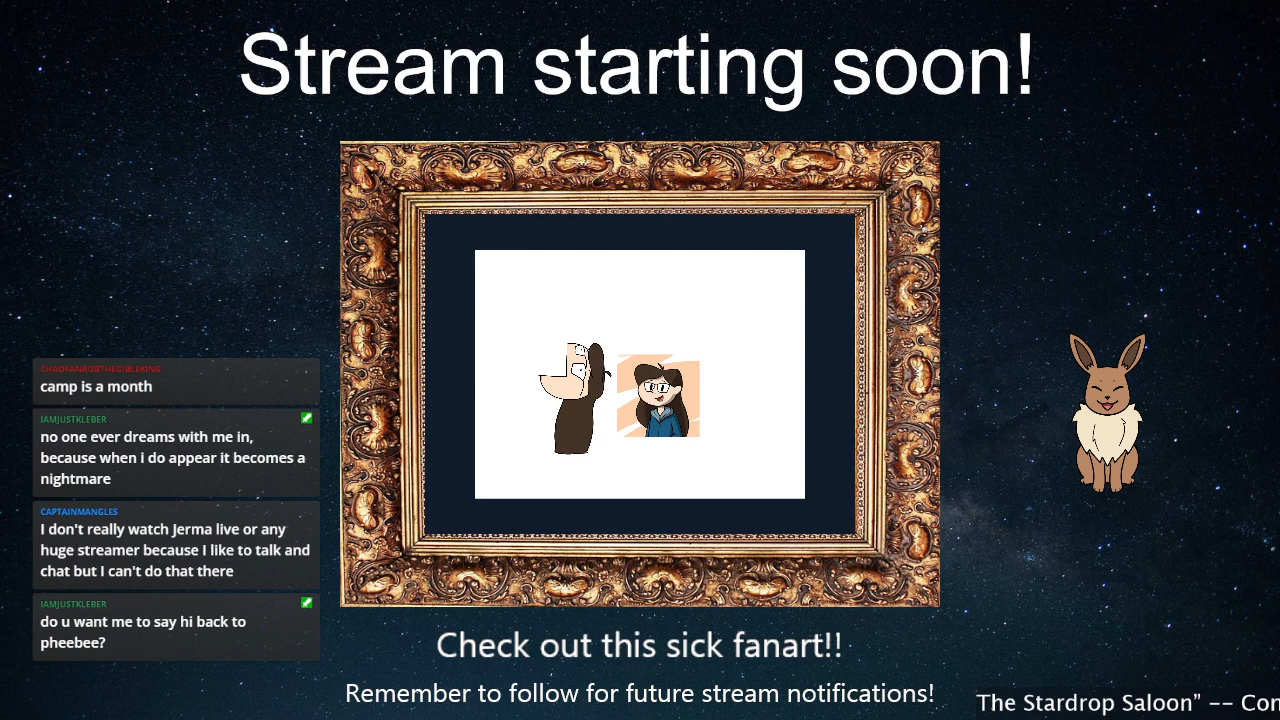 Stream starting soon!
CHAOFANBOBTHEGIBLEKING
camp is a month
IAMJUSTKLEBER
no one ever dreams with me in,
because when i do appear it becomes a
nightmare
CAPTAINMANGLES
I don't really watch Jerma live or any
huge streamer because I like to talk and
chat but I can't do that there
IAMJUSTKLEBER
do u want me to say hi back to
pheebee?
Check out this sick fanart!!
Remember to follow for future stream notifications!
The Stardrop Saloon" -- Con